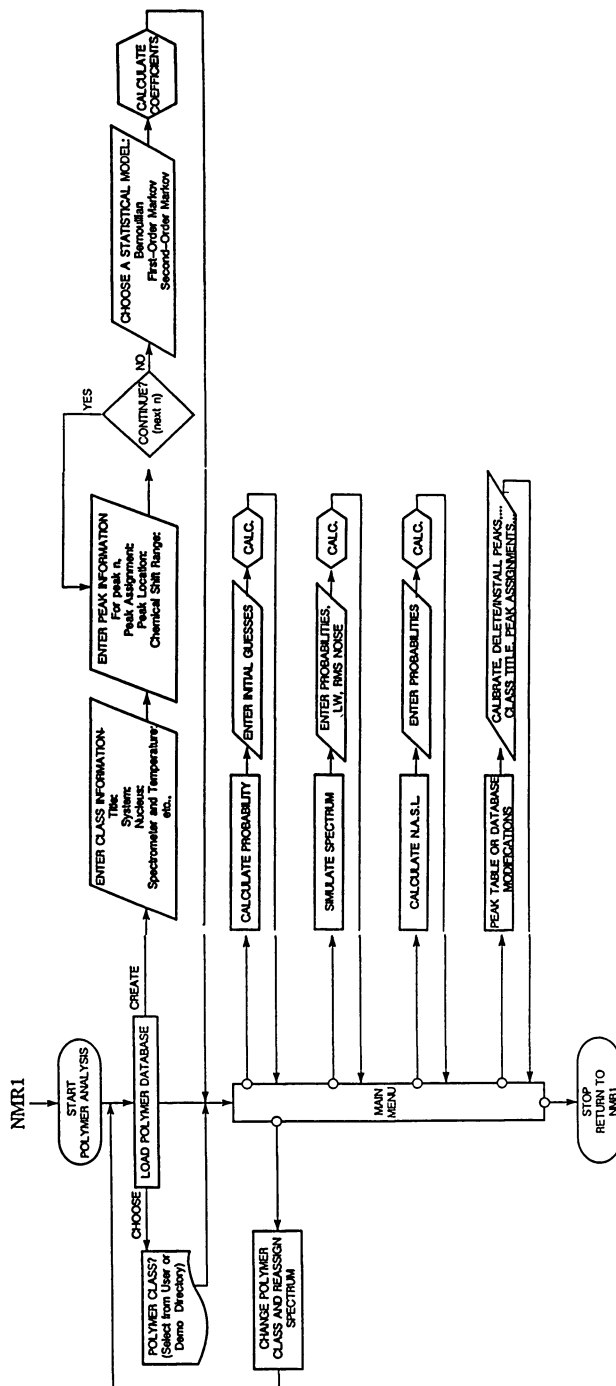 NMR1
START
POLYMER ANALYSIS
LOAD POLYMER DATABASE
CHOOSE
CREATE
POLYMER CLASS?
(Select from User or
Demo Directory)
ENTER CLASS INFORMATION-
Title:
System:
Nucleus:
Spectrometer and Temperature:
etc..
ENTER PEAK INFORMATION
For peak n,
Peak Assignment:
Peak Location:
Chemical Shift Range:
CONTINUE?
(next n)
YES
NO
CHOOSE A STATISTICAL MODEL:
Bernoullian
First-Order Markov
Second-Order Markov
CALCULATE
COEFFICIENTS
MAIN
MENU
CHANGE POLYMER
CLASS AND REASSIGN
SPECTRUM
CALCULATE PROBABILITY
ENTER INITIAL GUESSES
CALC.
SIMULATE SPECTRUM
ENTER PROBABILITIES,
LW, RMS NOISE
CALC.
CALCULATE N.A.S.L.
ENTER PROBABILITIES
CALC.
PEAK TABLE OR DATABASE
MODIFICATIONS
CALIBRATE, DELETE/INSTALL PEAKS,...
CLASS TITLE, PEAK ASSIGNMENTS...
STOP
RETURN TO
NMR1